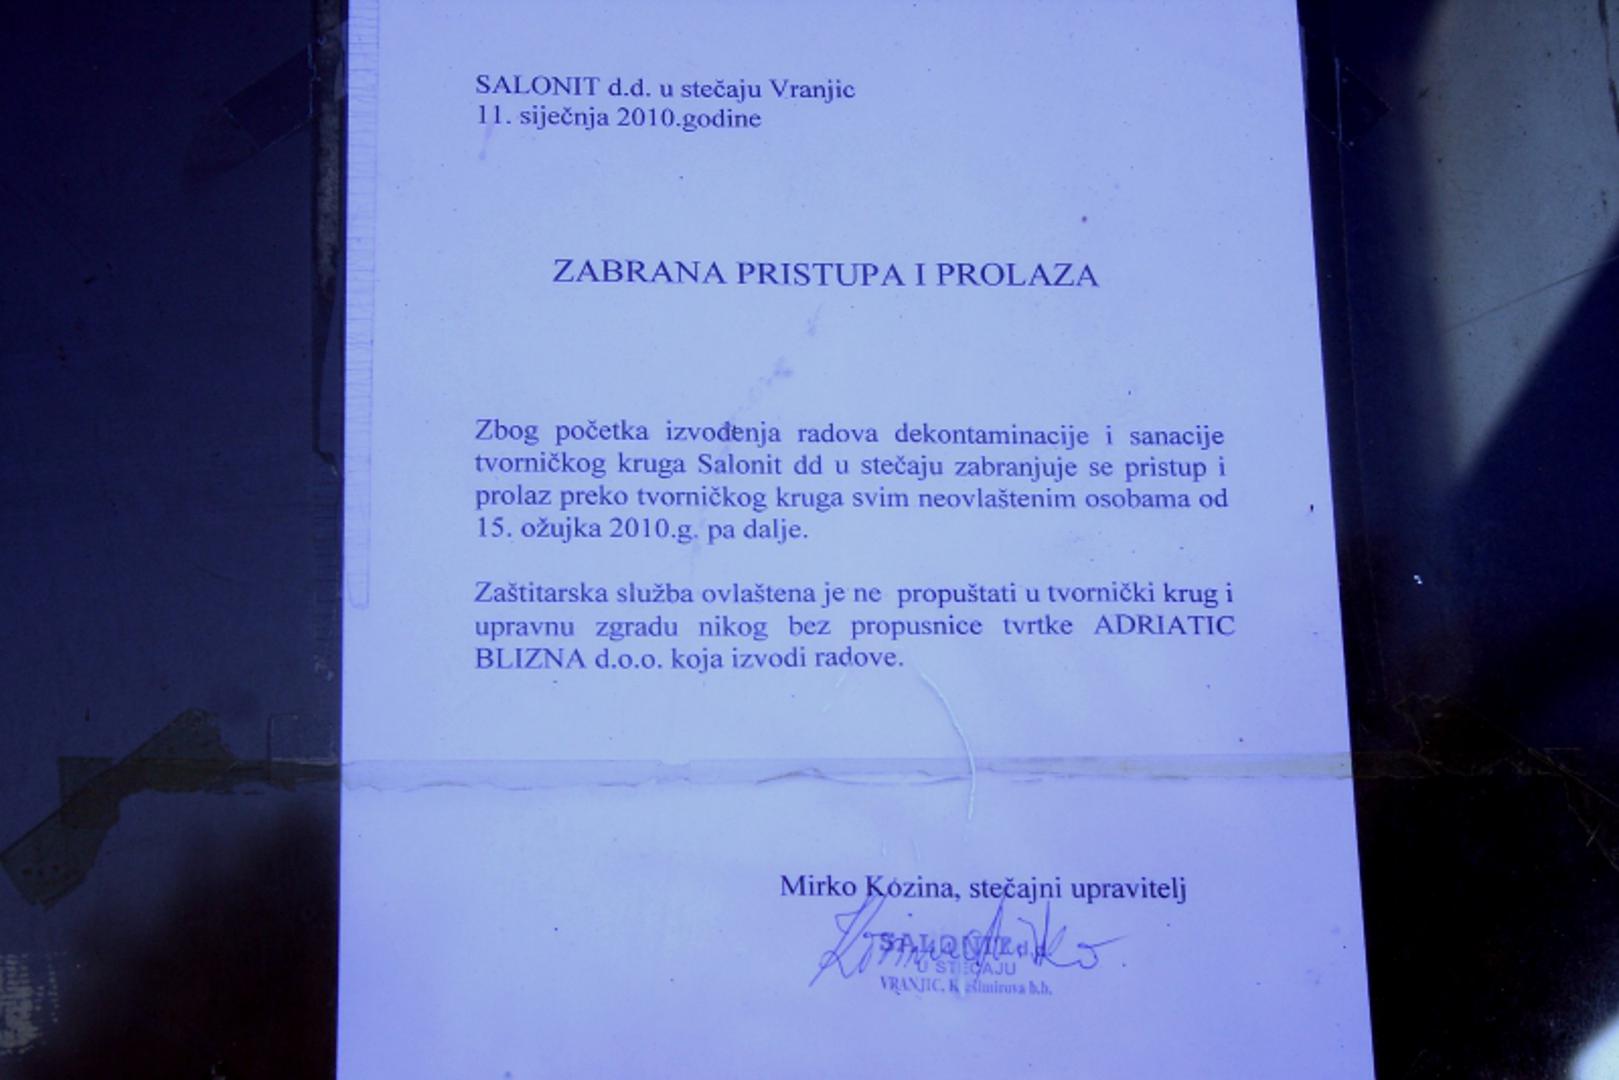 SALONIT d.d. u stečaju Vranjic
11. siječnja 2010.godine
ZABRANA PRISTUPA I PROLAZA
Zbog početka izvođenja radova dekontaminacije i sanacije
tvorničkog kruga Salonit dd u stečaju zabranjuje se pristup i
prolaz preko tvorničkog kruga svim neovlaštenim osobama od
15. ožujka 2010.g. pa dalje.
Zaštitarska služba ovlaštena je ne propuštati u tvornički krug i
upravnu zgradu nikog bez propusnice tvrtke ADRIATIC
BLIZNA d.o.o. koja izvodi radove.
Mirko Kozina, stečajni upravitelj
SALONIT d.d.
U STEČAJU
VRANJIC, b.b.